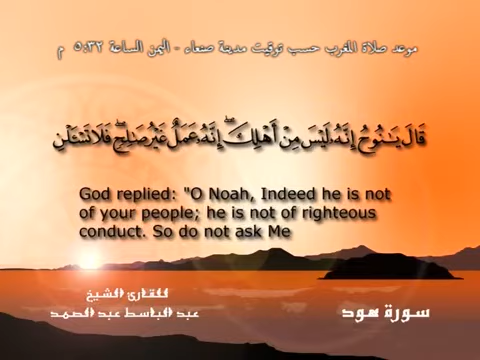 موعد صلاة المغرب حسب توقيت مدينة صنعاء - اليمن الساعة ٥:٣٢ م
قَالَ يَـٰنُوحُ إِنَّهُۥ لَيْسَ مِنْ أَهْلِكَ ۖ إِنَّهُۥ عَمَلٌ غَيْرُ صَـٰلِحٍ ۖ فَلَا تَسْـَٔلْنِ
God replied: "O Noah, Indeed he is not
of your people; he is not of righteous
conduct. So do not ask Me
للقارئ الشيخ
عبد الباسط عبد الصمد
سورة هود